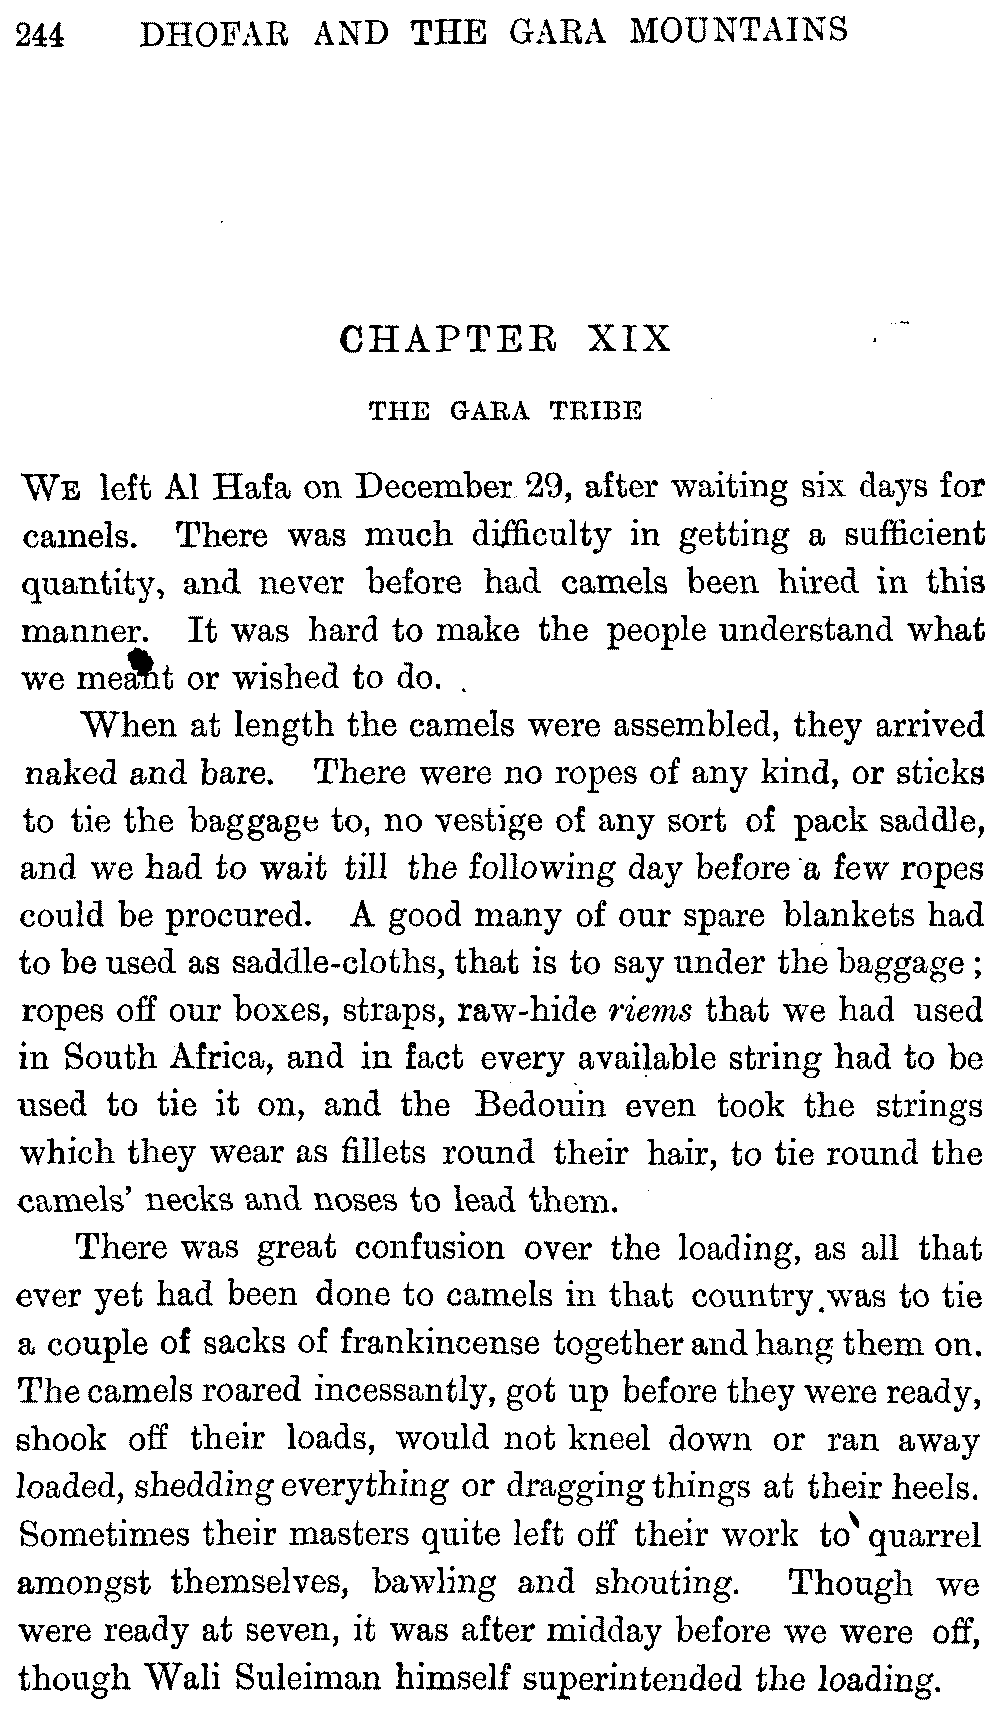 244 DHOFAR AND THE GARA MOUNTAINS
CHAPTER XIX
THE GARA TRIBE
WE left Al Hafa on December 29, after waiting six days for
camels. There was much difficulty in getting a sufficient
quantity, and never before had camels been hired in this
manner. It was hard to make the people understand what
we meant or wished to do.
When at length the camels were assembled, they arrived
naked and bare. There were no ropes of any kind, or sticks
to tie the baggage to, no vestige of any sort of pack saddle,
and we had to wait till the following day before a few ropes
could be procured. A good many of our spare blankets had
to be used as saddle-cloths, that is to say under the baggage ;
ropes off our boxes, straps, raw-hide riems that we had used
in South Africa, and in fact every available string had to be
used to tie it on, and the Bedouin even took the strings
which they wear as fillets round their hair, to tie round the
camels' necks and noses to lead them.
There was great confusion over the loading, as all that
ever yet had been done to camels in that country was to tie
a couple of sacks of frankincense together and hang them on.
The camels roared incessantly, got up before they were ready,
shook off their loads, would not kneel down or ran away
loaded, shedding everything or dragging things at their heels.
Sometimes their masters quite left off their work to quarrel
amongst themselves, bawling and shouting. Though we
were ready at seven, it was after midday before we were off,
though Wali Suleiman himself superintended the loading.